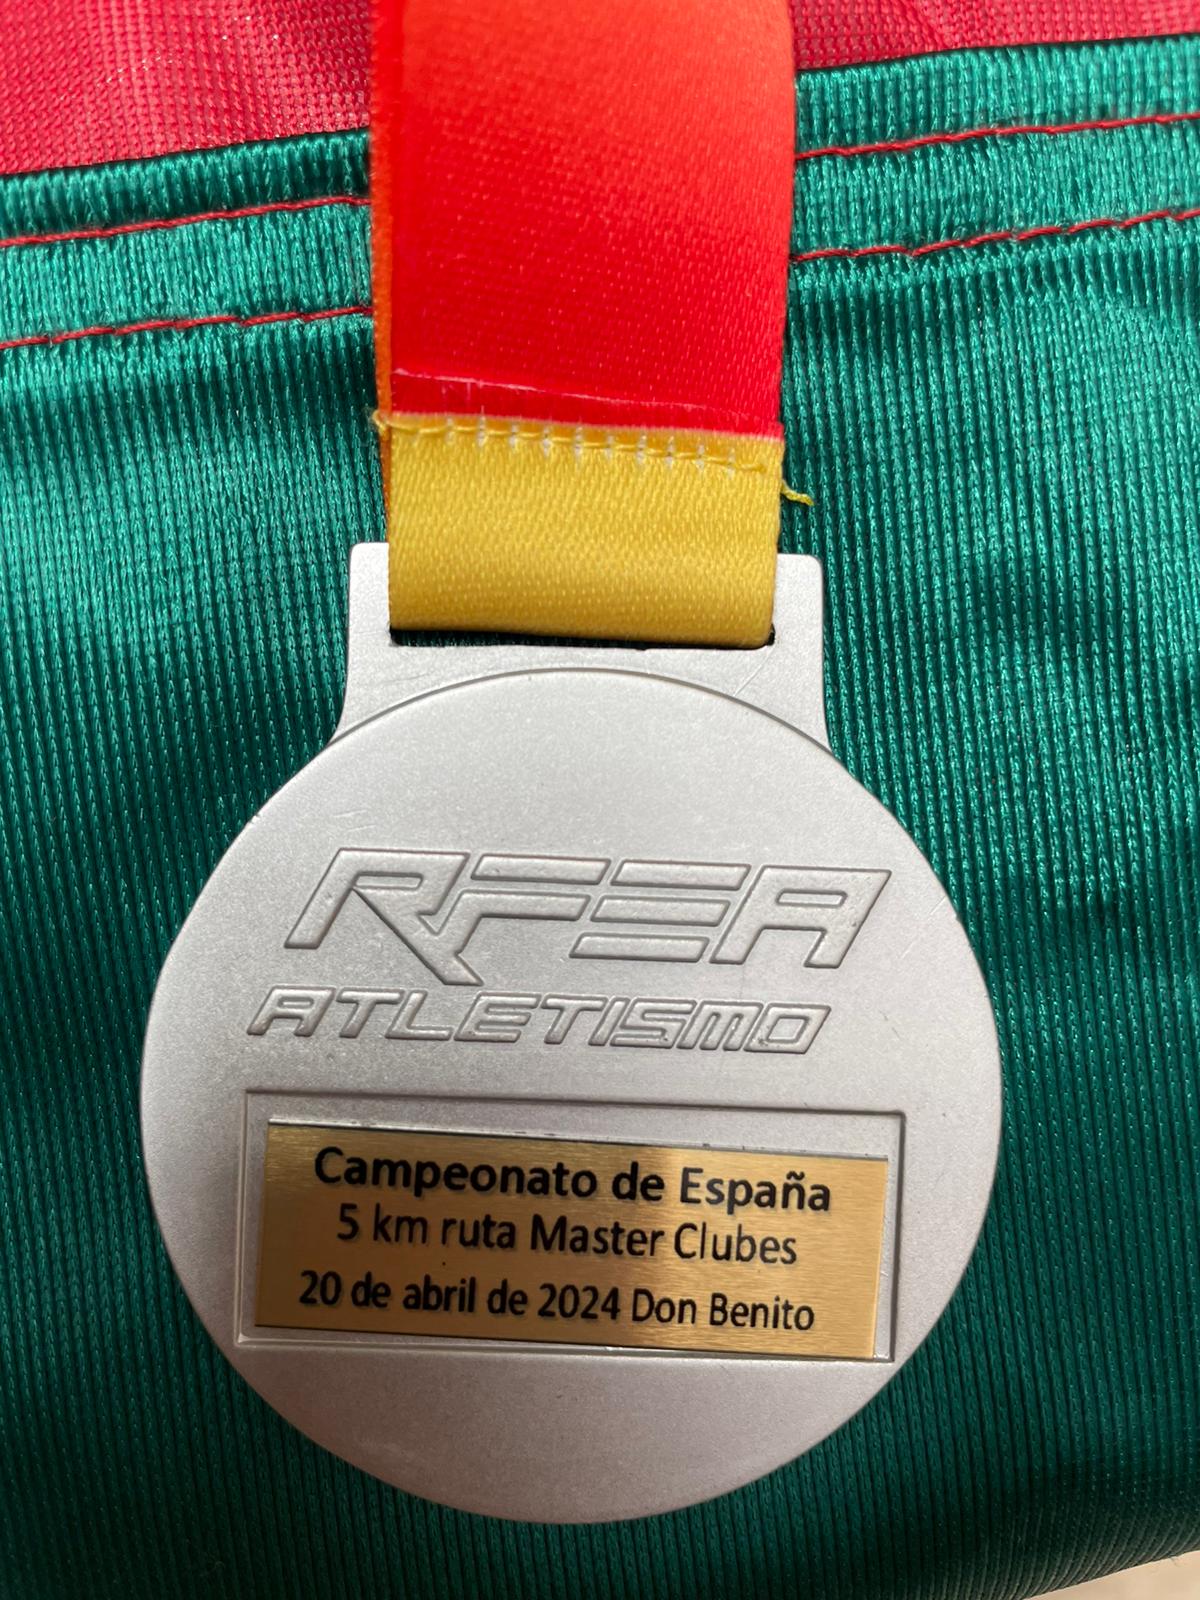 RFEA
ATLETISMO
Campeonato de España
5 km ruta Master Clubes
20 de abril de 2024 Don Benito